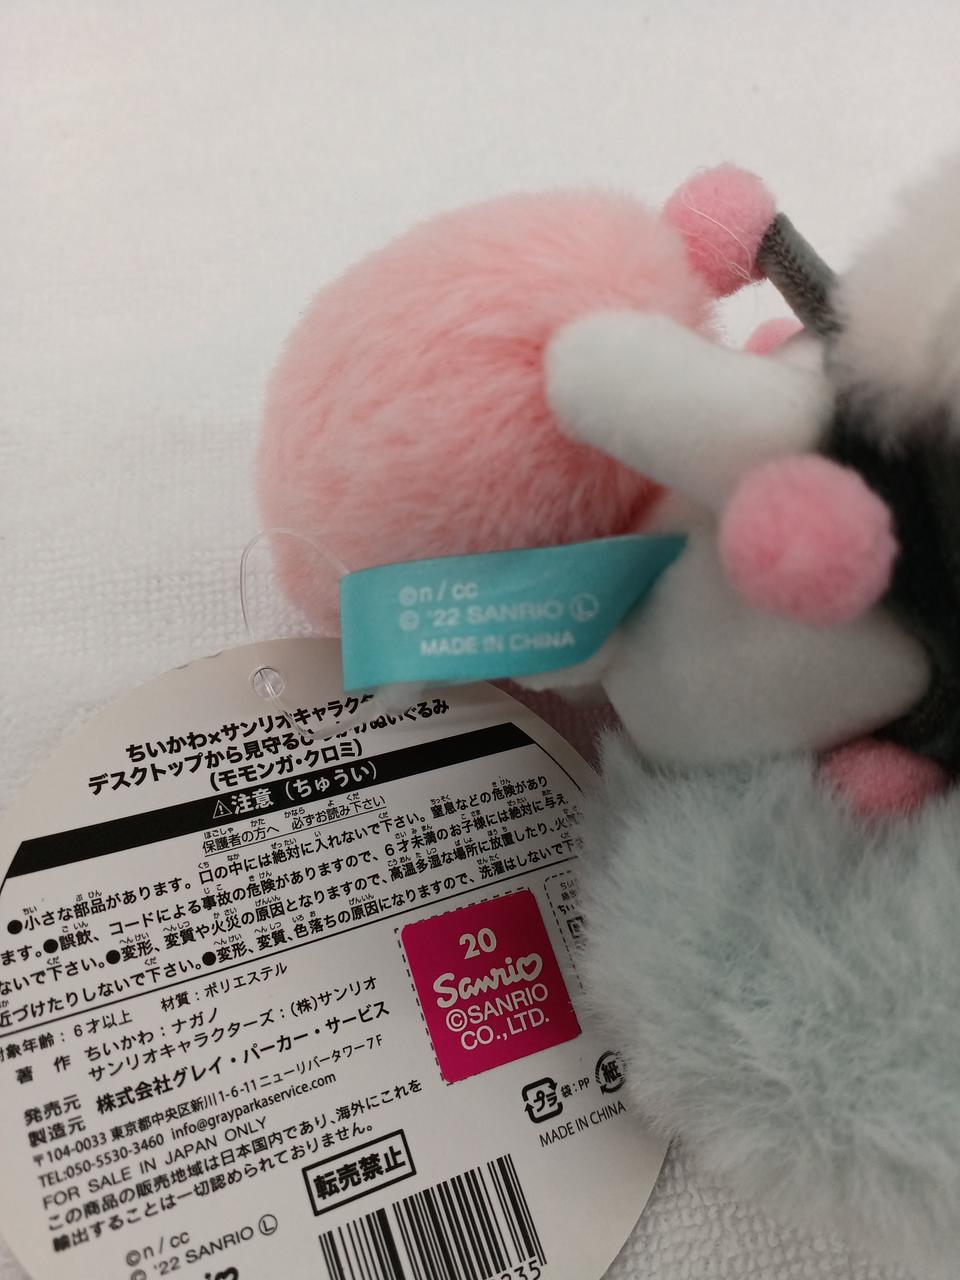 ©n / cc
© '22 SANRIO Ⓛ
MADE IN CHINA
ちいかわ×サンリオキャラクタ
デスクトップから見守る ぬいぐるみ
(モモンガ・クロミ)
⚠注意（ちゅうい）
保護者の方へ 必ずお読み下さい
●小さな部品があります。口の中には絶対に入れないで下さい。窒息などの危険があり
ます。●誤飲、コードによる事故の危険がありますので、6才未満のお子様には絶対に与え
ないで下さい。●変形、変質や火災の原因となりますので、高温多湿な場所に放置したり、火
近づけたりしないで下さい。●変形、変質、色落ちの原因になりますので、洗濯はしないで下
対象年齢：6才以上 材質：ポリエステル
著 作 ちいかわ：ナガノ
サンリオキャラクターズ：(株)サンリオ
発売元
製造元 株式会社グレイ・パーカー・サービス
〒104-0033 東京都中央区新川1-6-11 ニューリバータワー7F
TEL:050-5530-3460 info@grayparkaservice.com
FOR SALE IN JAPAN ONLY
この商品の販売地域は日本国内であり、海外にこれを
輸出することは一切認められておりません。
転売禁止
20
Sanrio
©SANRIO
CO.,LTD.
プラ 袋：PP 紙
MADE IN CHINA
©n / cc
© '22 SANRIO Ⓛ